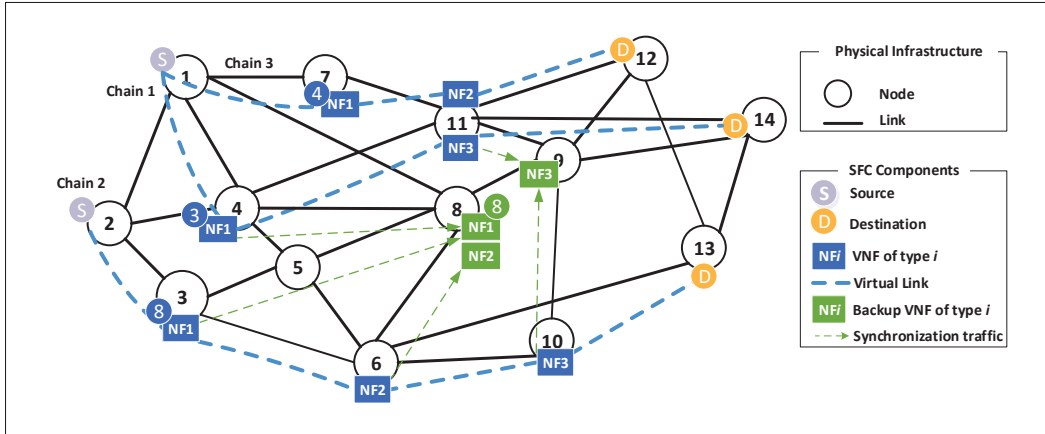 12
D
S
1
Chain 3
7
Physical Infrastructure
4
NF1
NF2
Node
Chain 1
11
14
D
Link
NF3
9
NF3
SFC Components
Chain 2
S
S
Source
2
3
4
NF1
8
8
NF1
D
Destination
NF2
13
NFi
VNF of type i
5
D
Virtual Link
3
8
NF1
NFi
Backup VNF of type i
10
Synchronization traffic
6
NF3
NF2